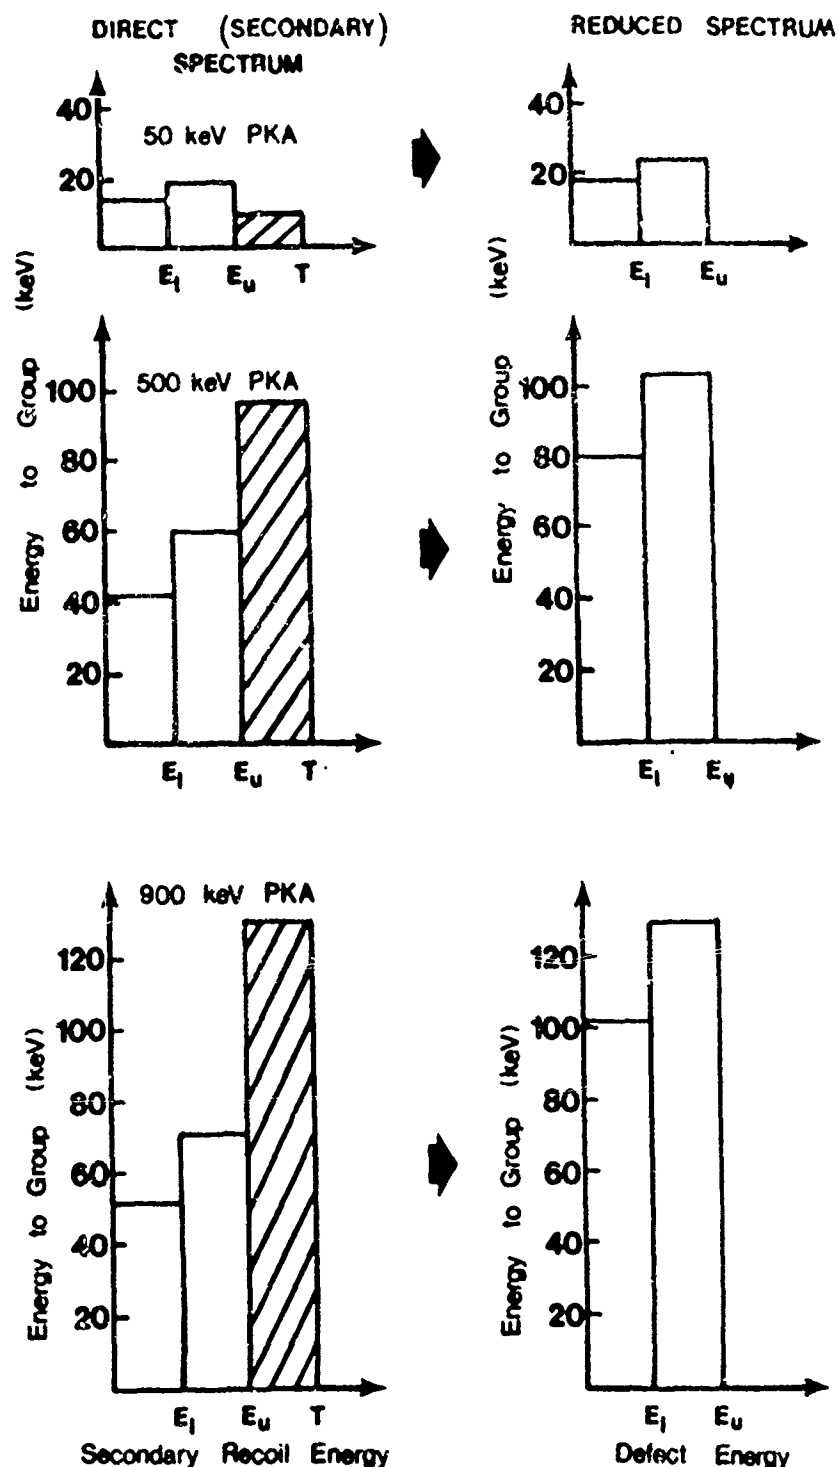 DIRECT (SECONDARY)
SPECTRUM
REDUCED SPECTRUM
50 keV PKA
40
20
E_l E_u T
40
20
E_l E_u
Energy to Group (keV)
500 keV PKA
100
80
60
40
20
E_l E_u T
Energy to Group (keV)
100
80
60
40
20
E_l E_u
900 keV PKA
Energy to Group (keV)
120
100
80
60
40
20
E_l E_u T
Secondary Recoil Energy
Energy to Group (keV)
120
100
80
60
40
20
E_l E_u
Defect Energy